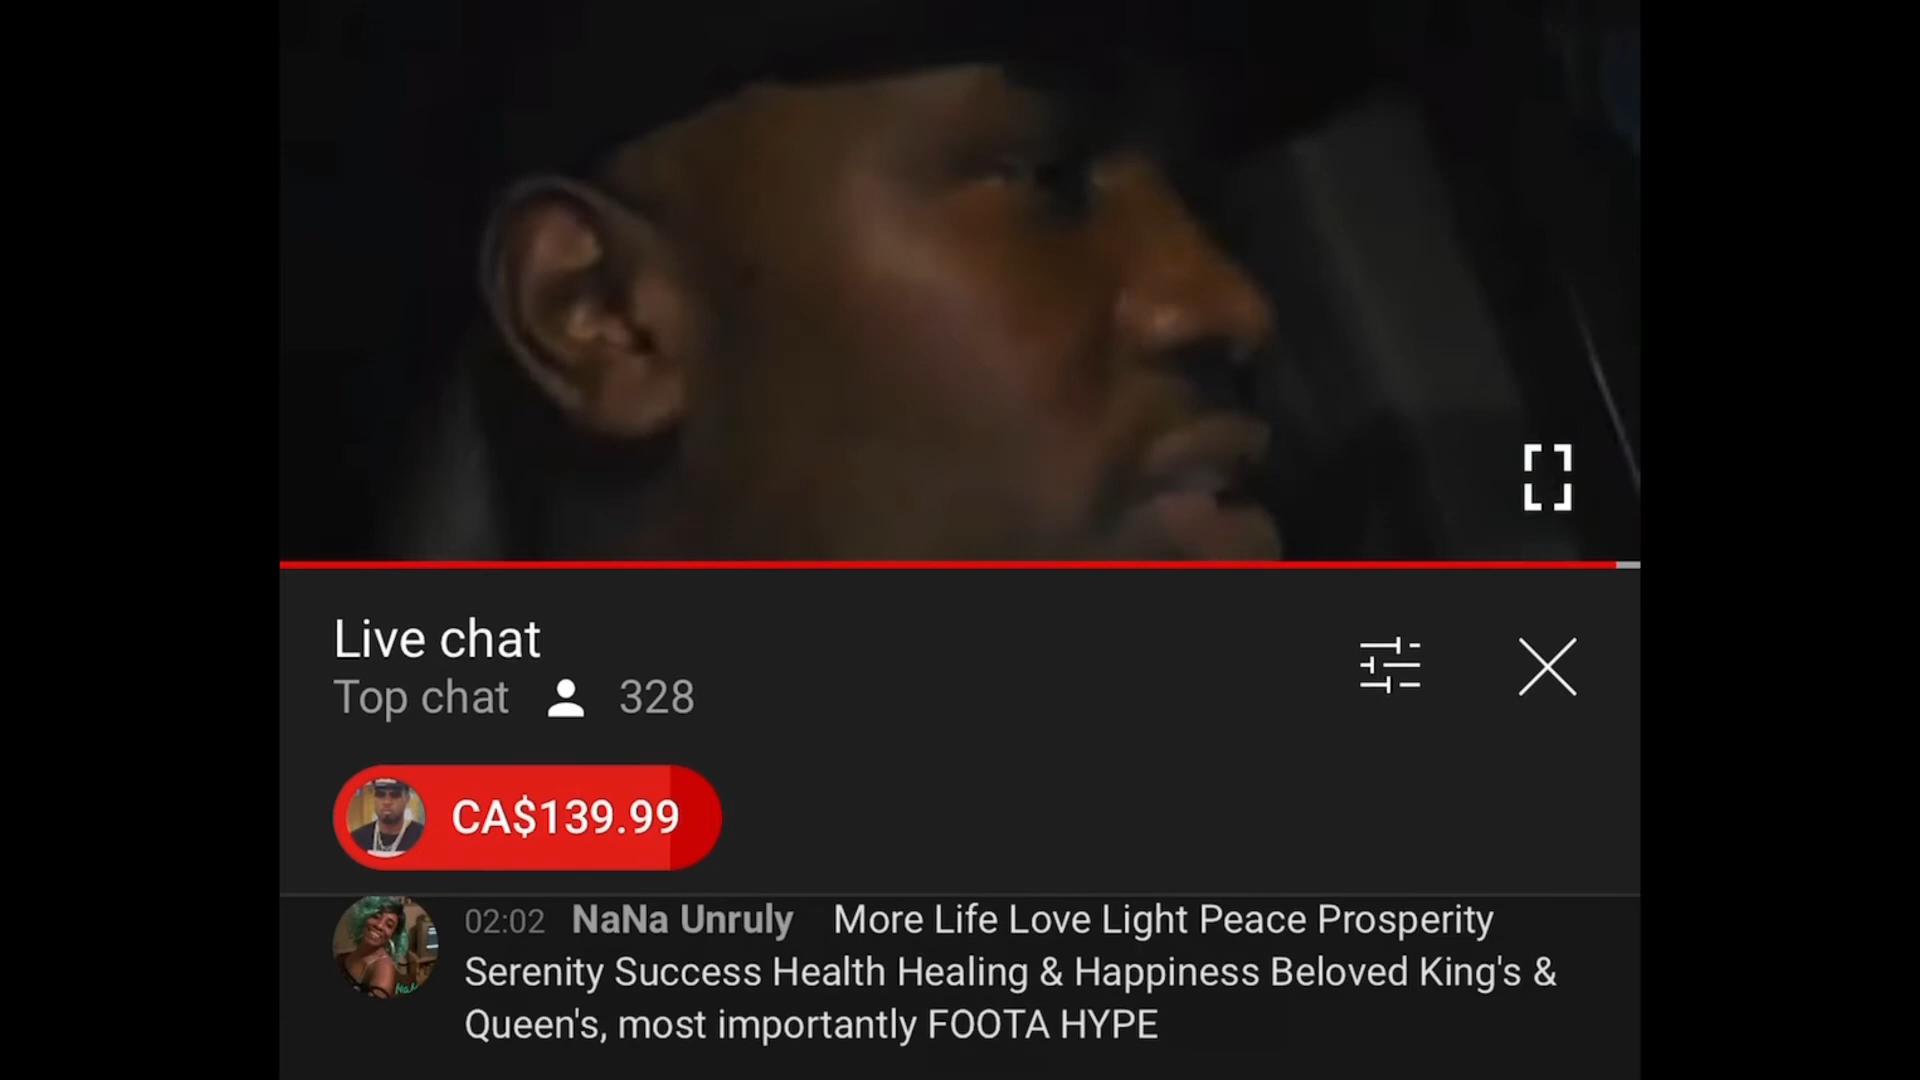 Live chat
Top chat 328
CA$139.99
02:02 NaNa Unruly More Life Love Light Peace Prosperity
Serenity Success Health Healing & Happiness Beloved King's &
Queen's, most importantly FOOTA HYPE